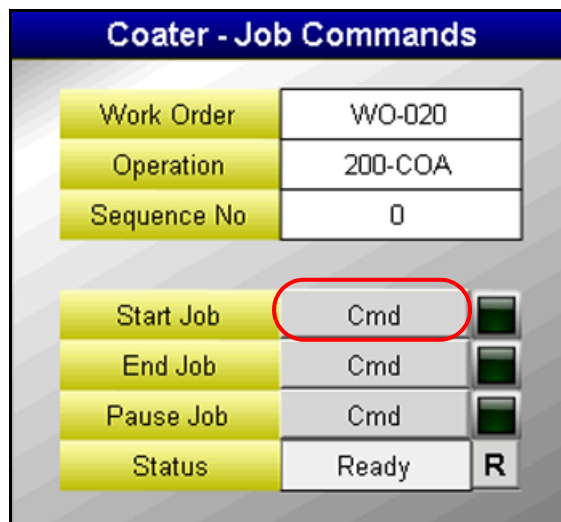 Coater - Job Commands
Work Order WO-020
Operation 200-COA
Sequence No 0
Start Job Cmd
End Job Cmd
Pause Job Cmd
Status Ready R